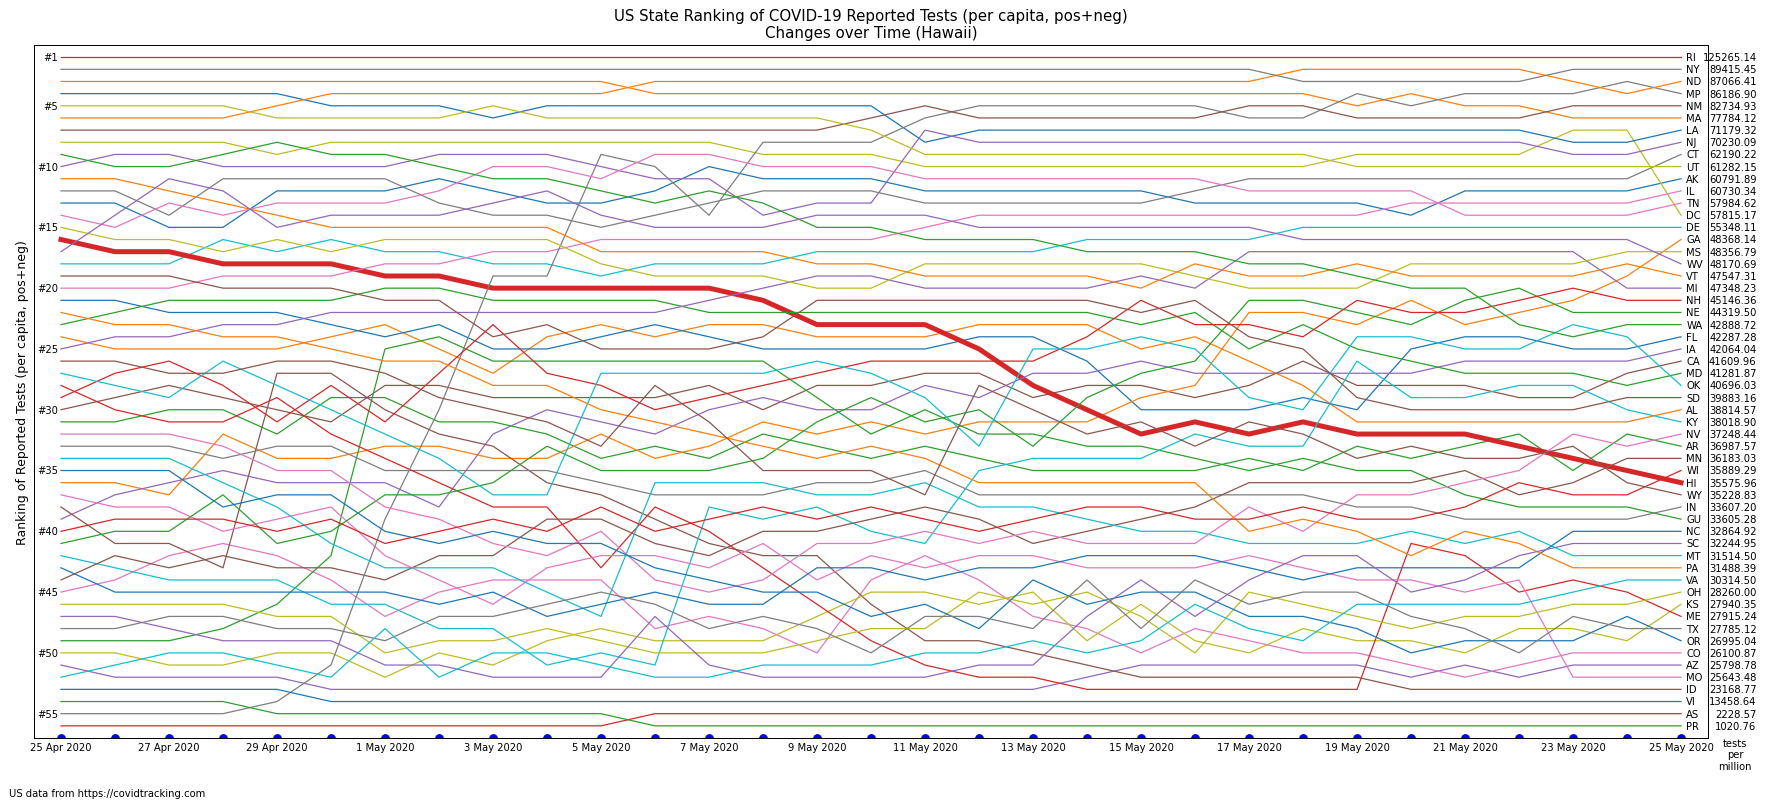 US State Ranking of COVID-19 Reported Tests (per capita, pos+neg)
Changes over Time (Hawaii)
Ranking of Reported Tests (per capita, pos+neg)
#1
#5
#10
#15
#20
#25
#30
#35
#40
#45
#50
#55
RI 125265.14
NY 89415.45
ND 87066.41
MP 86186.90
NM 82734.93
MA 77784.12
LA 71179.32
NJ 70230.09
CT 62190.22
UT 61282.15
AK 60791.89
IL 60730.34
TN 57984.62
DC 57815.17
DE 55348.11
GA 48368.14
MS 48356.79
WV 48170.69
VT 47547.31
MI 47348.23
NH 45146.36
NE 44319.50
WA 42888.72
FL 42287.28
IA 42064.04
CA 41609.96
MD 41281.87
OK 40696.03
SD 39883.16
AL 38814.57
KY 38018.90
NV 37248.44
AR 36987.57
MN 36183.03
WI 35889.29
HI 35575.96
WY 35228.83
IN 33607.20
GU 33605.28
NC 32864.92
SC 32244.95
MT 31514.50
PA 31488.39
VA 30314.50
OH 28260.00
KS 27940.35
ME 27915.24
TX 27785.12
OR 26995.04
CO 26100.87
AZ 25798.78
MO 25643.48
ID 23168.77
VI 13458.64
AS 2228.57
PR 1020.76
25 Apr 2020 27 Apr 2020 29 Apr 2020 1 May 2020 3 May 2020 5 May 2020 7 May 2020 9 May 2020 11 May 2020 13 May 2020 15 May 2020 17 May 2020 19 May 2020 21 May 2020 23 May 2020 25 May 2020
tests
per
million
US data from https://covidtracking.com